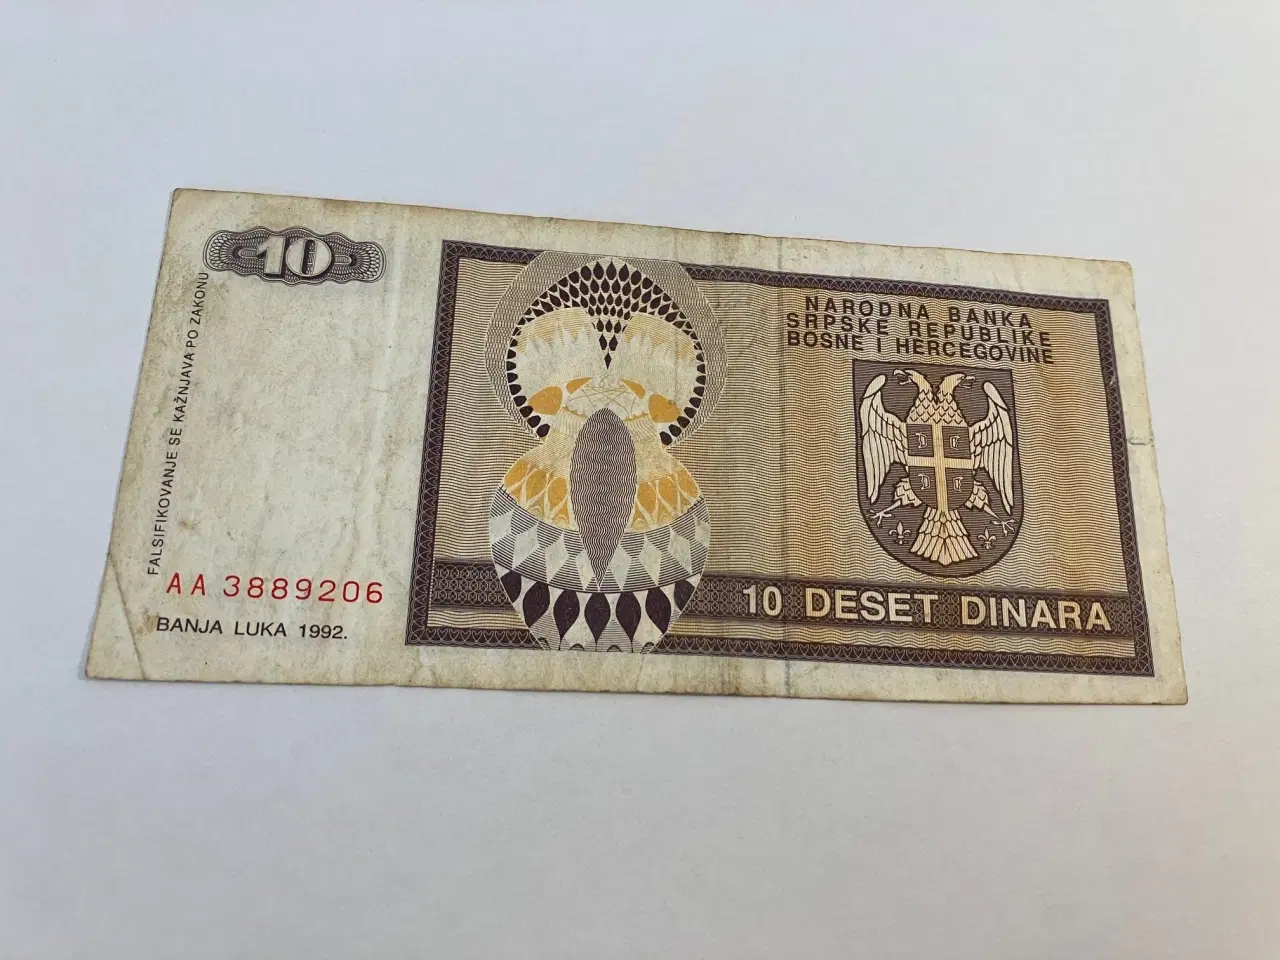 10
FALSIFIKOVANJE SE KAŽNJAVA PO ZAKONU
AA 3889206
BANJA LUKA 1992.
NARODNA BANKA
SRPSKE REPUBLIKE
BOSNE I HERCEGOVINE
10 DESET DINARA